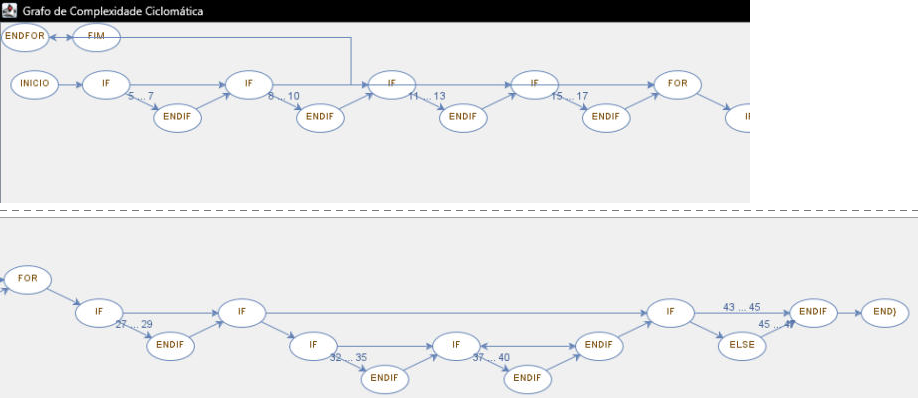 Grafo de Complexidade Ciclomática
ENDFOR FIM
INICIO IF IF IF IF FOR
5 ... 7 8 ... 10 11 ... 13 15 ... 17
ENDIF ENDIF ENDIF ENDIF
FOR
IF IF IF 43 ... 45 ENDIF END}
27 ... 29
ENDIF IF IF ENDIF ELSE
32 ... 35 37 ... 40
ENDIF ENDIF